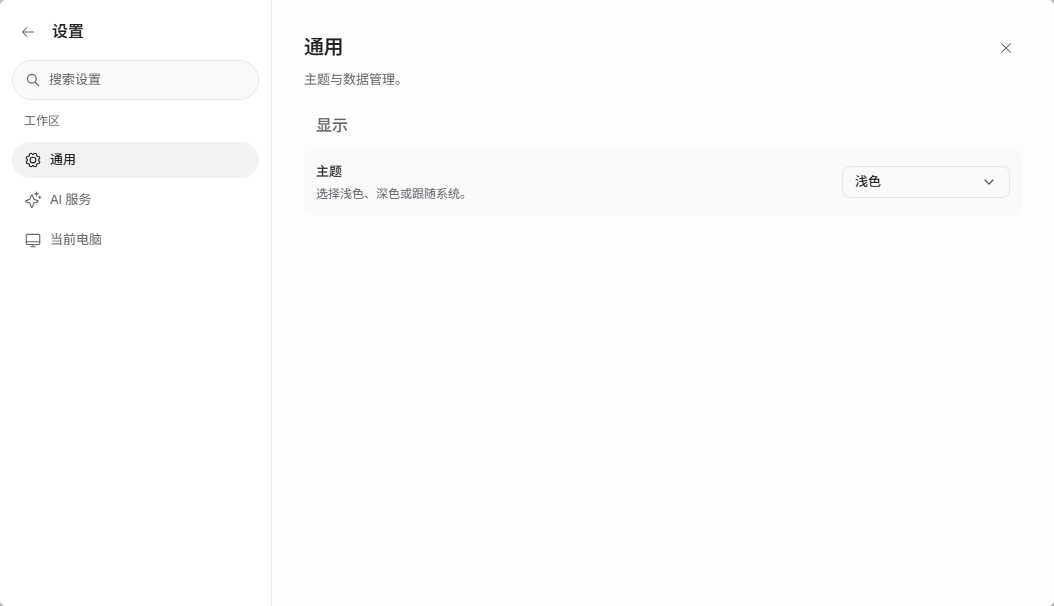 设置
搜索设置
工作区
通用
AI 服务
当前电脑
通用
主题与数据管理。
显示
主题
选择浅色、深色或跟随系统。
浅色